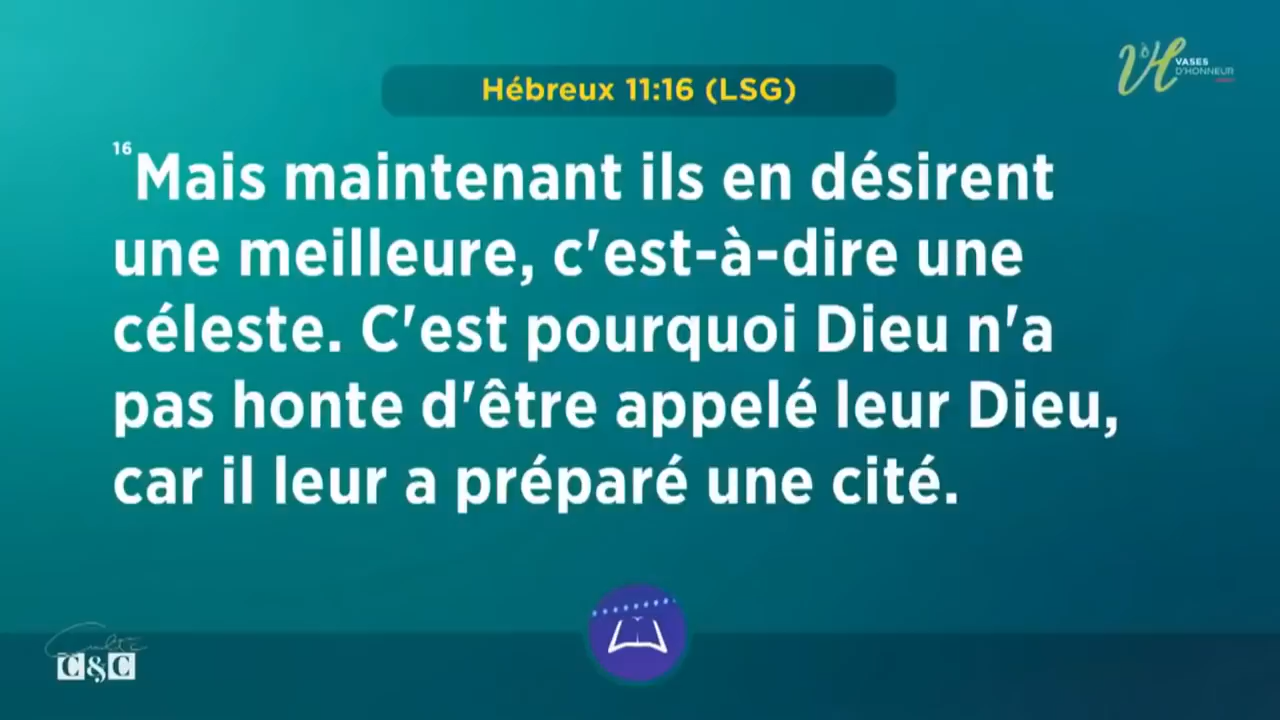 VASES
D'HONNEUR
Hébreux 11:16 (LSG)
16 Mais maintenant ils en désirent
une meilleure, c'est-à-dire une
céleste. C'est pourquoi Dieu n'a
pas honte d'être appelé leur Dieu,
car il leur a préparé une cité.
Culte
C&C